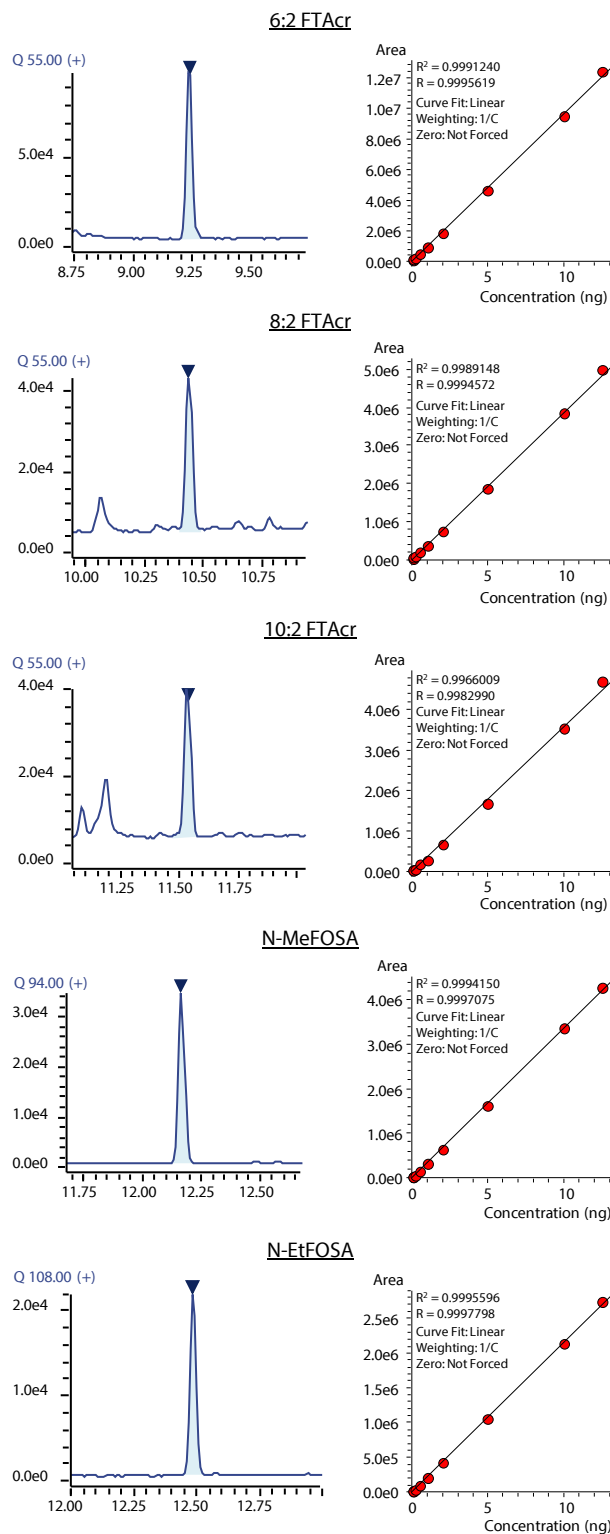 6:2 FTAcr
Q 55.00 (+)
5.0e4
0.0e0
8.75 9.00 9.25 9.50
Area
R² = 0.9991240
R = 0.9995619
Curve Fit: Linear
Weighting: 1/C
Zero: Not Forced
1.2e7
1.0e7
8.0e6
6.0e6
4.0e6
2.0e6
0.0e0
0 5 10
Concentration (ng)
8:2 FTAcr
Q 55.00 (+)
4.0e4
2.0e4
0.0e0
10.00 10.25 10.50 10.75
Area
R² = 0.9989148
R = 0.9994572
Curve Fit: Linear
Weighting: 1/C
Zero: Not Forced
5.0e6
4.0e6
3.0e6
2.0e6
1.0e6
0.0e0
0 5 10
Concentration (ng)
10:2 FTAcr
Q 55.00 (+)
4.0e4
2.0e4
0.0e0
11.25 11.50 11.75
Area
R² = 0.9966009
R = 0.9982990
Curve Fit: Linear
Weighting: 1/C
Zero: Not Forced
4.0e6
3.0e6
2.0e6
1.0e6
0.0e0
0 5 10
Concentration (ng)
N-MeFOSA
Q 94.00 (+)
3.0e4
2.0e4
1.0e4
0.0e0
11.75 12.00 12.25 12.50
Area
R² = 0.9994150
R = 0.9997075
Curve Fit: Linear
Weighting: 1/C
Zero: Not Forced
4.0e6
3.0e6
2.0e6
1.0e6
0.0e0
0 5 10
Concentration (ng)
N-EtFOSA
Q 108.00 (+)
2.0e4
1.0e4
0.0e0
12.00 12.25 12.50 12.75
Area
R² = 0.9995596
R = 0.9997798
Curve Fit: Linear
Weighting: 1/C
Zero: Not Forced
2.5e6
2.0e6
1.5e6
1.0e6
5.0e5
0.0e0
0 5 10
Concentration (ng)